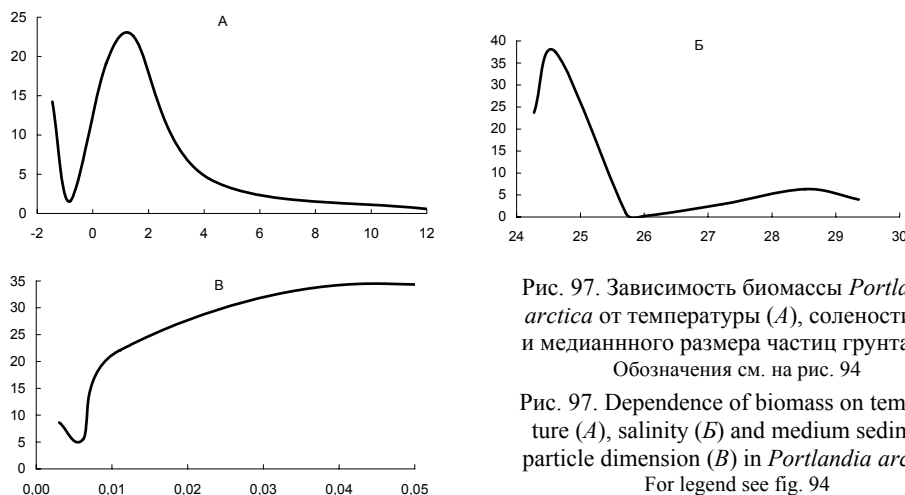 А
25
20
15
10
5
0
-2 0 2 4 6 8 10 12
Б
40
35
30
25
20
15
10
5
0
24 25 26 27 28 29 30
В
35
30
25
20
15
10
5
0
0.00 0.01 0.02 0.03 0.04 0.05
Рис. 97. Зависимость биомассы
arctica от температуры (А),
и медианнного размера частиц грунта
Обозначения см. на рис. 94
Рис. 97. Dependence of biomass on
ture (А), salinity (Б) and medium
particle dimension (В) in Portlandia
For legend see fig. 94